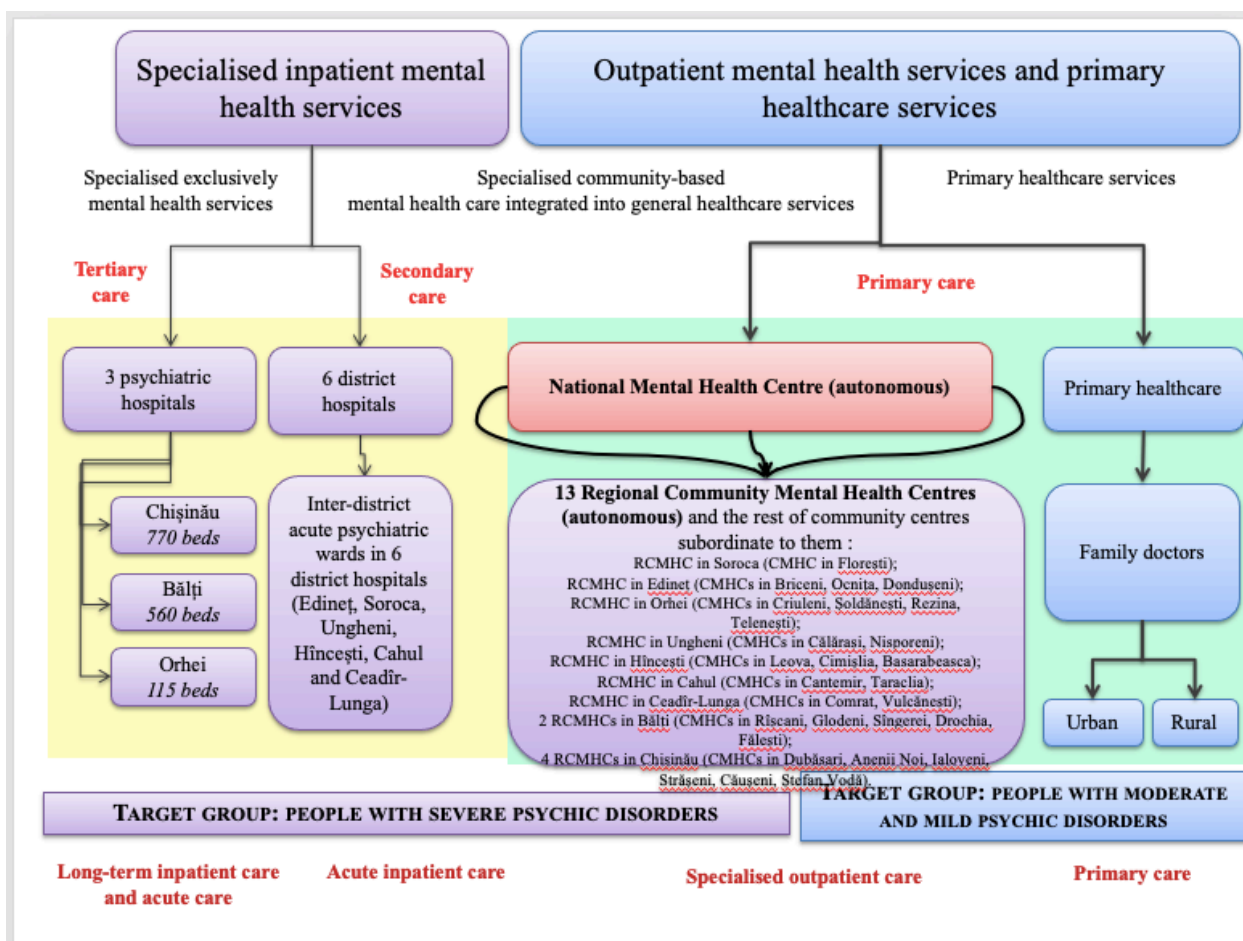 Specialised inpatient mental
health services
Outpatient mental health services and primary
healthcare services
Specialised exclusively
mental health services
Specialised community-based
mental health care integrated into general healthcare services
Primary healthcare services
Tertiary
care
Secondary
care
Primary care
3 psychiatric
hospitals
6 district
hospitals
National Mental Health Centre (autonomous)
Primary healthcare
Chișinău
770 beds
Bălți
560 beds
Orhei
115 beds
Inter-district
acute psychiatric
wards in 6
district hospitals
(Edineț, Soroca,
Ungheni,
Hîncești, Cahul
and Ceadîr-
Lunga)
13 Regional Community Mental Health Centres
(autonomous) and the rest of community centres
subordinate to them :
RCMHC in Soroca (CMHC in Florești);
RCMHC in Edineț (CMHCs in Briceni, Ocnița, Dondușeni);
RCMHC in Orhei (CMHCs in Criuleni, Șoldănești, Rezina,
Telenești);
RCMHC in Ungheni (CMHCs in Călărași, Nisporeni);
RCMHC in Hîncești (CMHCs in Leova, Cimișlia, Basarabeasca);
RCMHC in Cahul (CMHCs in Cantemir, Taraclia);
RCMHC in Ceadîr-Lunga (CMHCs in Comrat, Vulcănești);
2 RCMHCs in Bălți (CMHCs in Rîșcani, Glodeni, Sîngerei, Drochia,
Fălești);
4 RCMHCs in Chișinău (CMHCs in Dubăsari, Anenii Noi, Ialoveni,
Strășeni, Căușeni, Ștefan Vodă).
Family doctors
Urban
Rural
TARGET GROUP: PEOPLE WITH SEVERE PSYCHIC DISORDERS
TARGET GROUP: PEOPLE WITH MODERATE
AND MILD PSYCHIC DISORDERS
Long-term inpatient care
and acute care
Acute inpatient care
Specialised outpatient care
Primary care